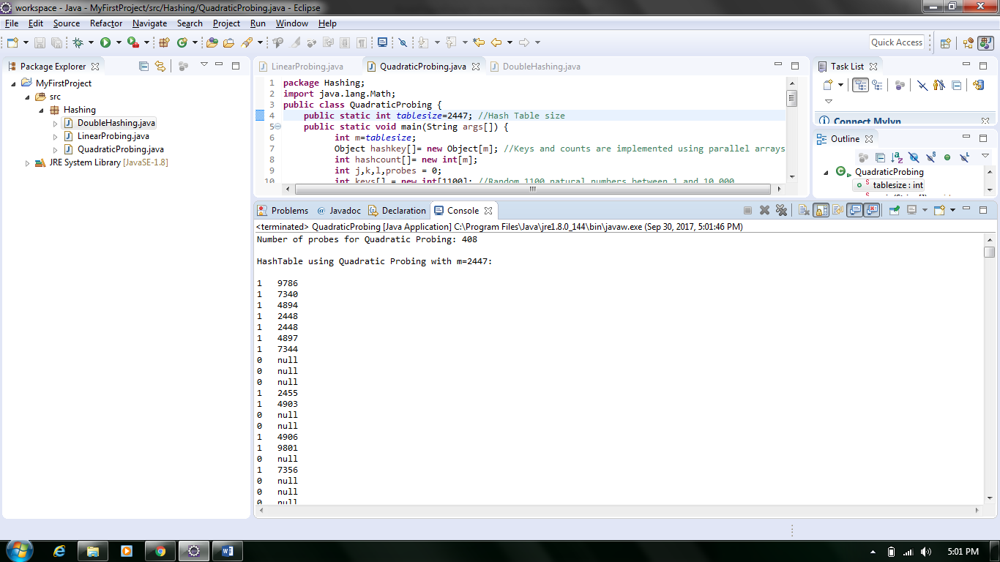 workspace - Java - MyFirstProject/src/Hashing/QuadraticProbing.java - Eclipse
File Edit Source Refactor Navigate Search Project Run Window Help
Quick Access
Package Explorer
MyFirstProject
src
Hashing
DoubleHashing.java
LinearProbing.java
QuadraticProbing.java
JRE System Library [JavaSE-1.8]
LinearProbing.java QuadraticProbing.java DoubleHashing.java
1 package Hashing;
2 import java.lang.Math;
3 public class QuadraticProbing {
4 public static int tablesize=2447; //Hash Table size
5 public static void main(String args[]) {
6 int m=tablesize;
7 Object hashkey[]= new Object[m]; //Keys and counts are implemented using parallel arrays
8 int hashcount[]= new int[m];
9 int j,k,l,probes = 0;
10 int keys[] = new int[1100]; //Random 1100 natural numbers between 1 and 10,000
Task List
Connect Mylyn
Outline
QuadraticProbing
tablesize : int
Problems Javadoc Declaration Console
<terminated> QuadraticProbing [Java Application] C:\Program Files\Java\jre1.8.0_144\bin\javaw.exe (Sep 30, 2017, 5:01:46 PM)
Number of probes for Quadratic Probing: 408
HashTable using Quadratic Probing with m=2447:
1 9786
1 7340
1 4894
1 2448
1 2448
1 4897
1 7344
0 null
0 null
0 null
1 2455
1 4903
0 null
0 null
1 4906
1 9801
0 null
1 7356
0 null
0 null
0 null
5:01 PM